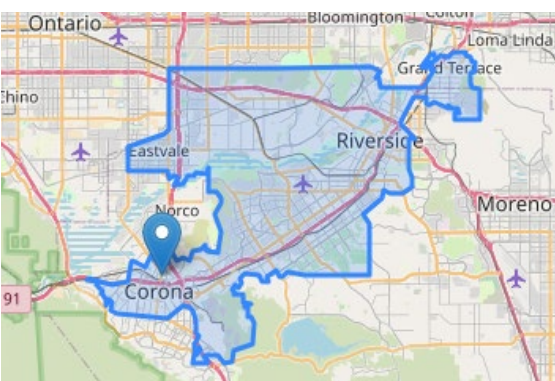 Bloomington
Colton
Ontario
Loma Linda
Grand Terrace
Chino
Riverside
Eastvale
Moreno
Norco
Corona
91